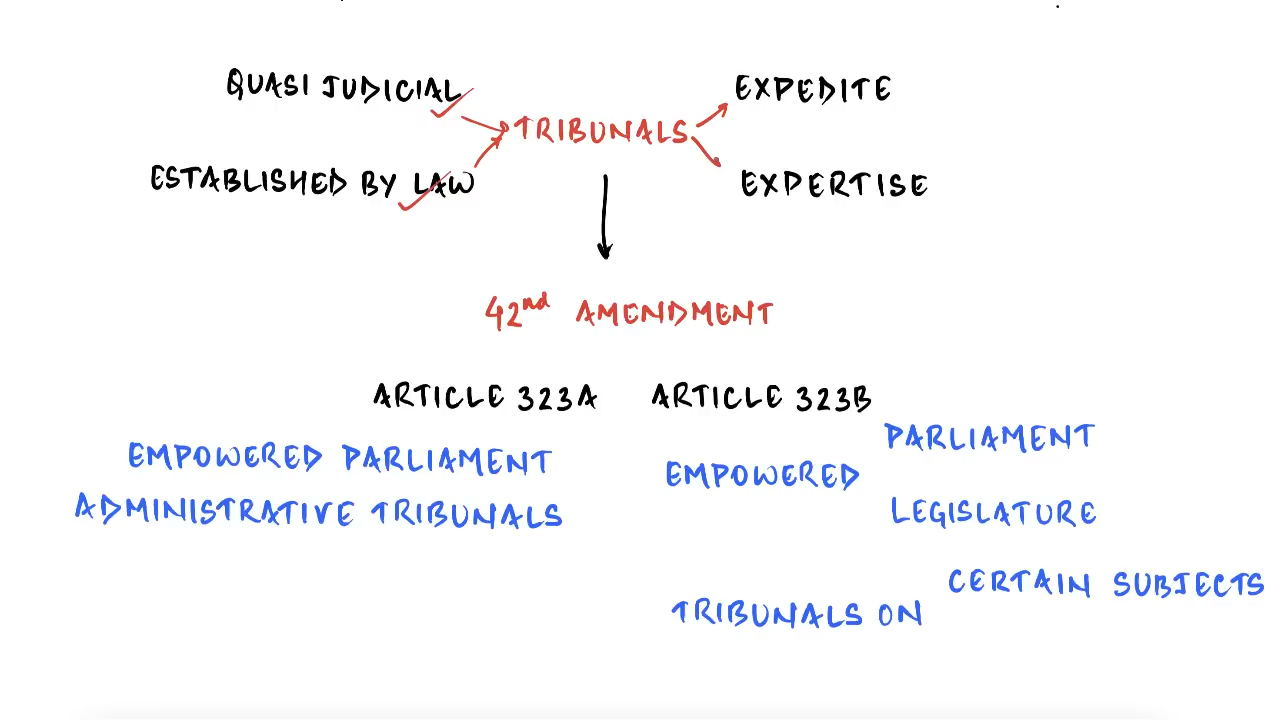 QUASI JUDICIAL
EXPEDITE
TRIBUNALS
ESTABLISHED BY LAW
EXPERTISE
42nd AMENDMENT
ARTICLE 323A
ARTICLE 323B
EMPOWERED PARLIAMENT
ADMINISTRATIVE TRIBUNALS
PARLIAMENT
EMPOWERED
LEGISLATURE
CERTAIN SUBJECTS
TRIBUNALS ON